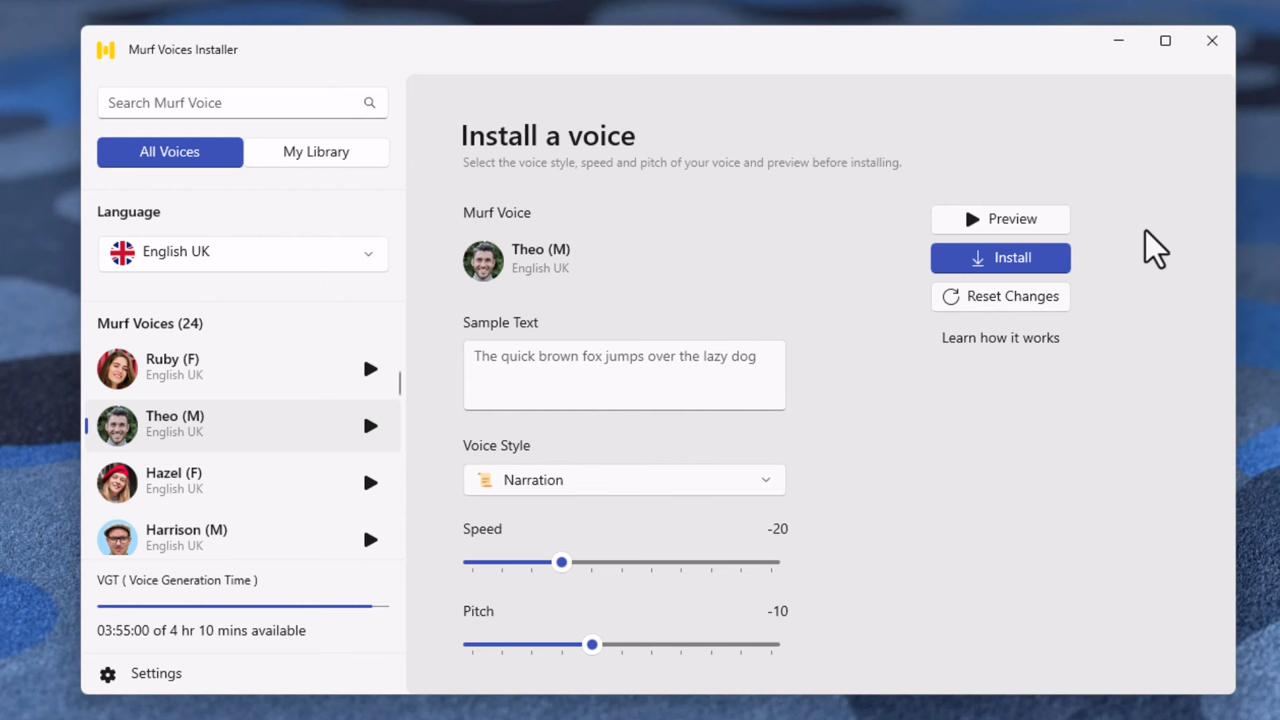 Murf Voices Installer
Search Murf Voice
All Voices
My Library
Language
English UK
Murf Voices (24)
Ruby (F)
English UK
Theo (M)
English UK
Hazel (F)
English UK
Harrison (M)
English UK
VGT ( Voice Generation Time )
03:55:00 of 4 hr 10 mins available
Settings
Install a voice
Select the voice style, speed and pitch of your voice and preview before installing.
Murf Voice
Theo (M)
English UK
Sample Text
The quick brown fox jumps over the lazy dog
Voice Style
Narration
Speed
-20
Pitch
-10
Preview
Install
Reset Changes
Learn how it works